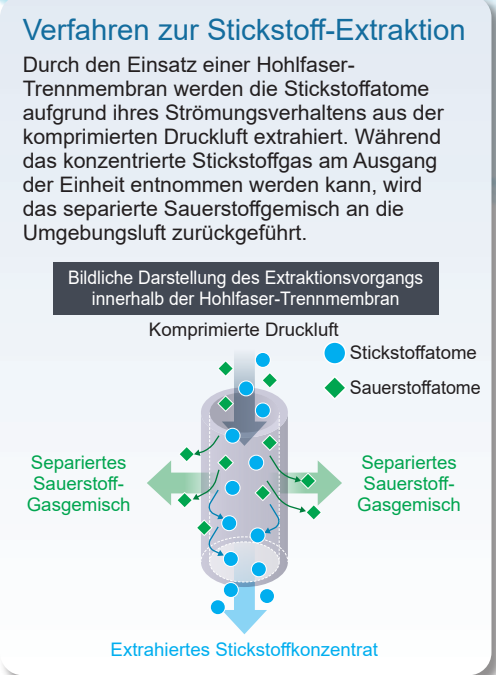 Verfahren zur Stickstoff-Extraktion
Durch den Einsatz einer Hohlfaser-
Trennmembran werden die Stickstoffatome
aufgrund ihres Strömungsverhaltens aus der
komprimierten Druckluft extrahiert. Während
das konzentrierte Stickstoffgas am Ausgang
der Einheit entnommen werden kann, wird
das separierte Sauerstoffgemisch an die
Umgebungsluft zurückgeführt.
Bildliche Darstellung des Extraktionsvorgangs
innerhalb der Hohlfaser-Trennmembran
Komprimierte Druckluft
Stickstoffatome
Sauerstoffatome
Separiertes
Sauerstoff-
Gasgemisch
Separiertes
Sauerstoff-
Gasgemisch
Extrahiertes Stickstoffkonzentrat